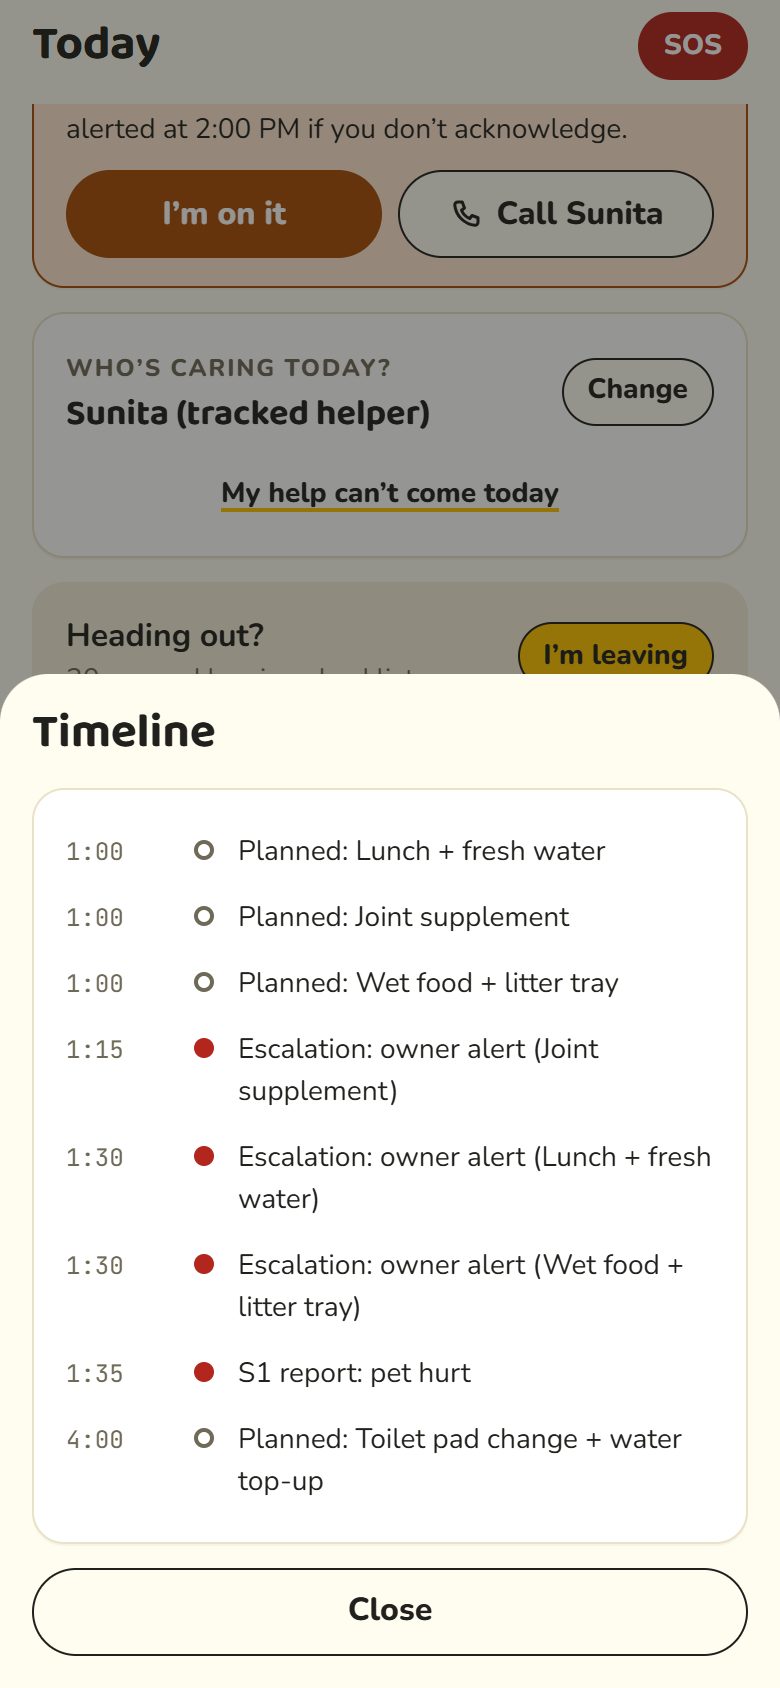 Today
SOS
alerted at 2:00 PM if you don’t acknowledge.
I’m on it
Call Sunita
WHO’S CARING TODAY?
Sunita (tracked helper)
Change
My help can’t come today
Heading out?
I’m leaving
Timeline
1:00 Planned: Lunch + fresh water
1:00 Planned: Joint supplement
1:00 Planned: Wet food + litter tray
1:15 Escalation: owner alert (Joint
supplement)
1:30 Escalation: owner alert (Lunch + fresh
water)
1:30 Escalation: owner alert (Wet food +
litter tray)
1:35 S1 report: pet hurt
4:00 Planned: Toilet pad change + water
top-up
Close